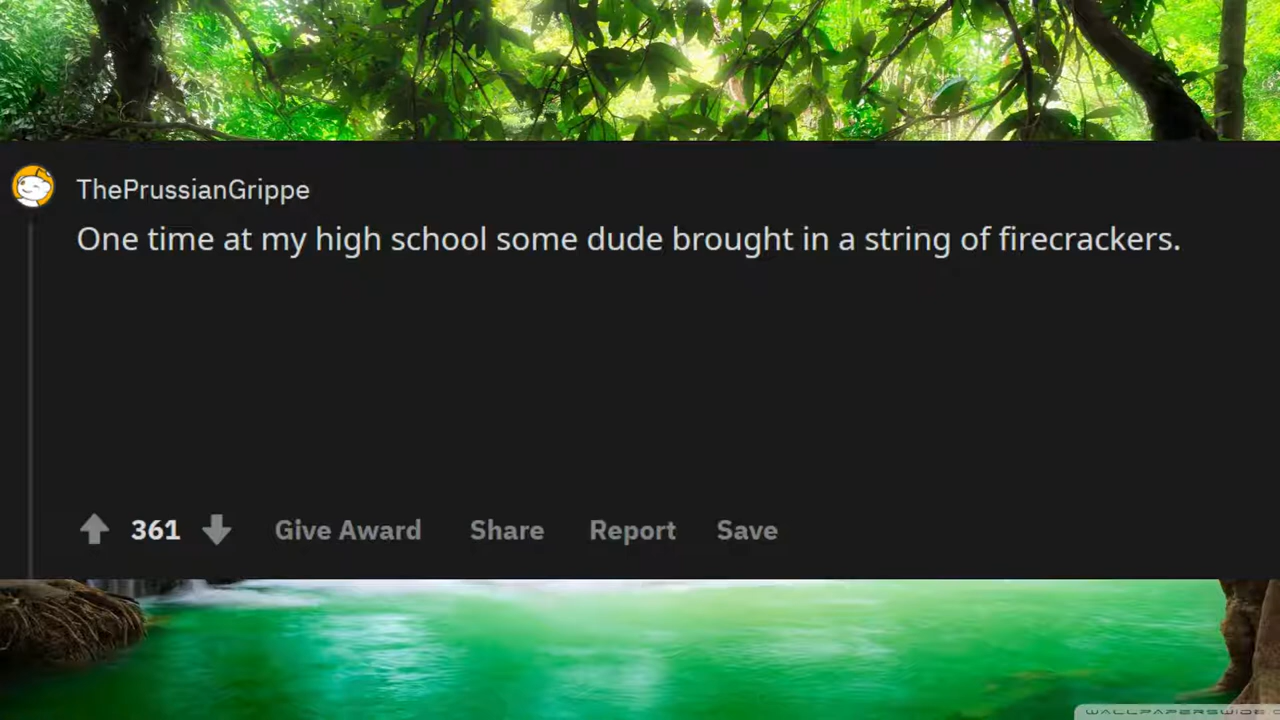 ThePrussianGrippe
One time at my high school some dude brought in a string of firecrackers.
361 Give Award Share Report Save
WALLPAPERSWIDE.C